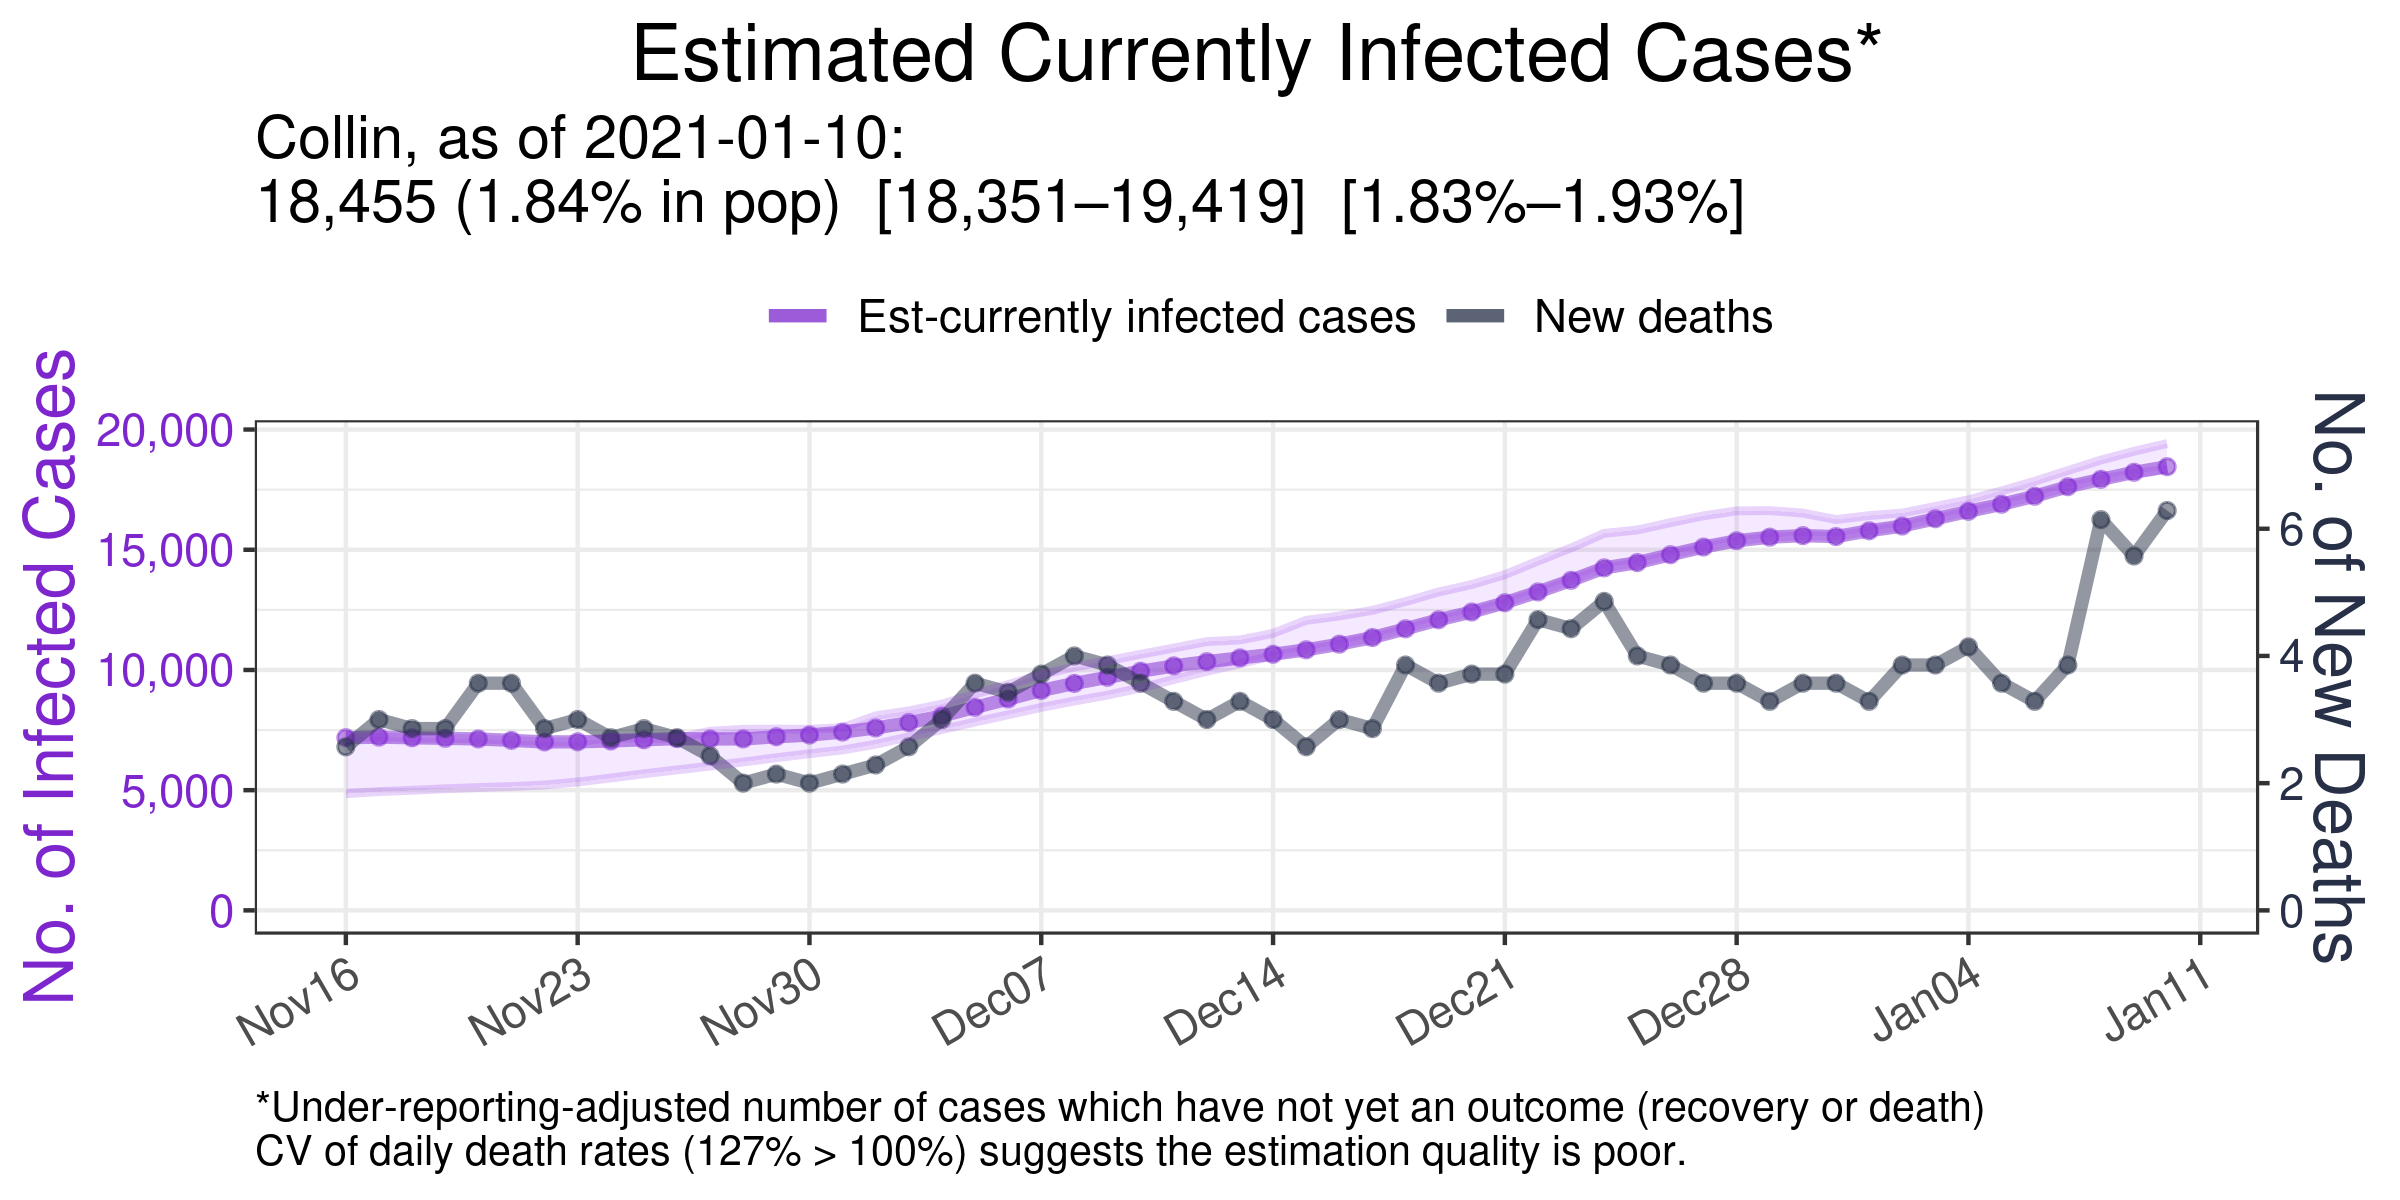 Estimated Currently Infected Cases*
Collin, as of 2021-01-10:
18,455 (1.84% in pop)  [18,351–19,419]  [1.83%–1.93%]
Est-currently infected cases
New deaths
No. of Infected Cases
20,000
15,000
10,000
5,000
0
6
4
2
0
No. of New Deaths
Nov16
Nov23
Nov30
Dec07
Dec14
Dec21
Dec28
Jan04
Jan11
*Under-reporting-adjusted number of cases which have not yet an outcome (recovery or death)
CV of daily death rates (127% > 100%) suggests the estimation quality is poor.